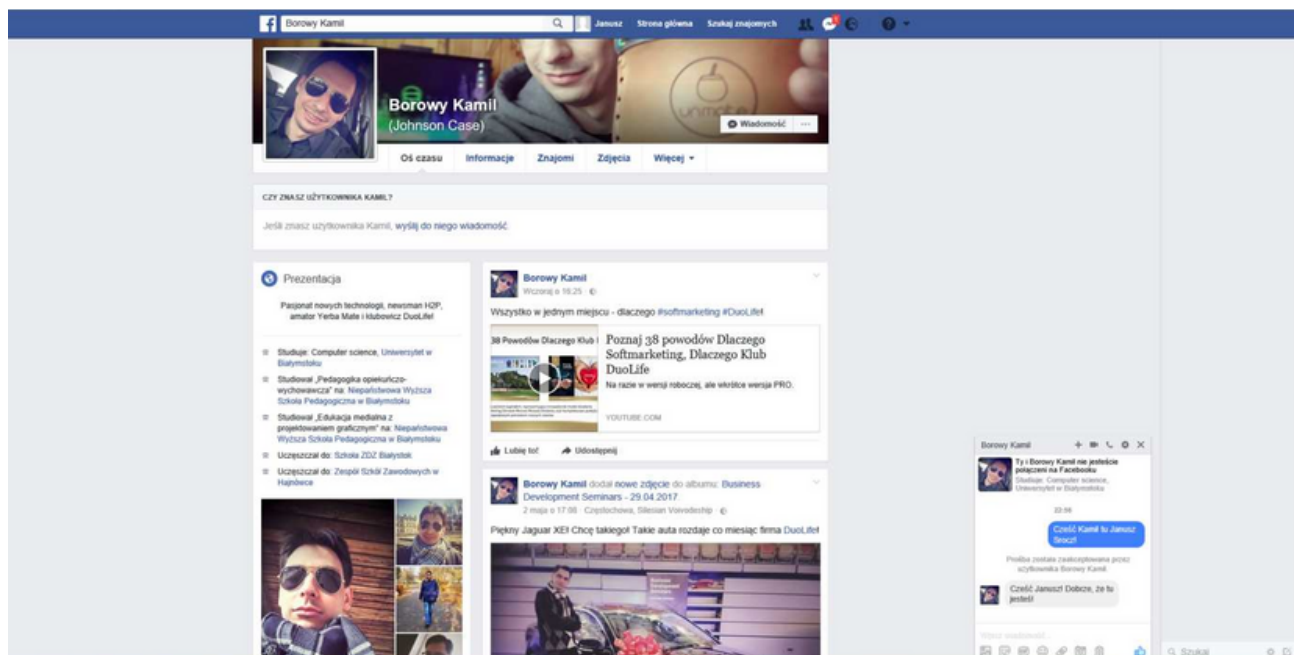 Borowy Kamil
Janusz
Strona główna
Szukaj znajomych
unmate
Borowy Kamil
(Johnson Case)
Wiadomość
Oś czasu
Informacje
Znajomi
Zdjęcia
Więcej
CZY ZNASZ UŻYTKOWNIKA KAMIL?
Jeśli znasz użytkownika Kamil, wyślij do niego wiadomość.
Prezentacja
Pasjonat nowych technologii, newsman H2P,
amator Yerba Mate i klubowicz DuoLife!
Studiuje: Computer science, Uniwersytet w
Białymstoku
Studiował „Pedagogika opiekuńczo-
wychowawcza" na: Niepaństwowa Wyższa
Szkoła Pedagogiczna w Białymstoku
Studiował „Edukacja medialna z
projektowaniem graficznym" na: Niepaństwowa
Wyższa Szkoła Pedagogiczna w Białymstoku
Uczęszczał do: Szkoła ZDZ Białystok
Uczęszczał do: Zespół Szkół Zawodowych w
Hajnówce
Borowy Kamil
Wczoraj o 16:25
Wszystko w jednym miejscu - dlaczego #softmarketing #DuoLife!
38 Powodów Dlaczego Klub
Poznaj 38 powodów Dlaczego
Softmarketing, Dlaczego Klub
DuoLife
Na razie w wersji roboczej, ale wkrótce wersja PRO.
YOUTUBE.COM
Lubię to!
Udostępnij
Borowy Kamil dodał nowe zdjęcie do albumu: Business
Development Seminars - 29.04.2017
2 maja o 17:08 · Częstochowa, Silesian Voivodeship
Piękny Jaguar XE! Chcę takiego! Takie auta rozdaje co miesiąc firma DuoLife!
Business
Development
Seminars
Borowy Kamil
Ty i Borowy Kamil nie jesteście
połączeni na Facebooku
Studiuje: Computer science,
Uniwersytet w Białymstoku
22:56
Cześć Kamil tu Janusz
Srocz!
Prośba została zaakceptowana przez
użytkownika Borowy Kamil.
Cześć Janusz! Dobrze, że tu
jesteś!
Wpisz wiadomość...
Szukaj